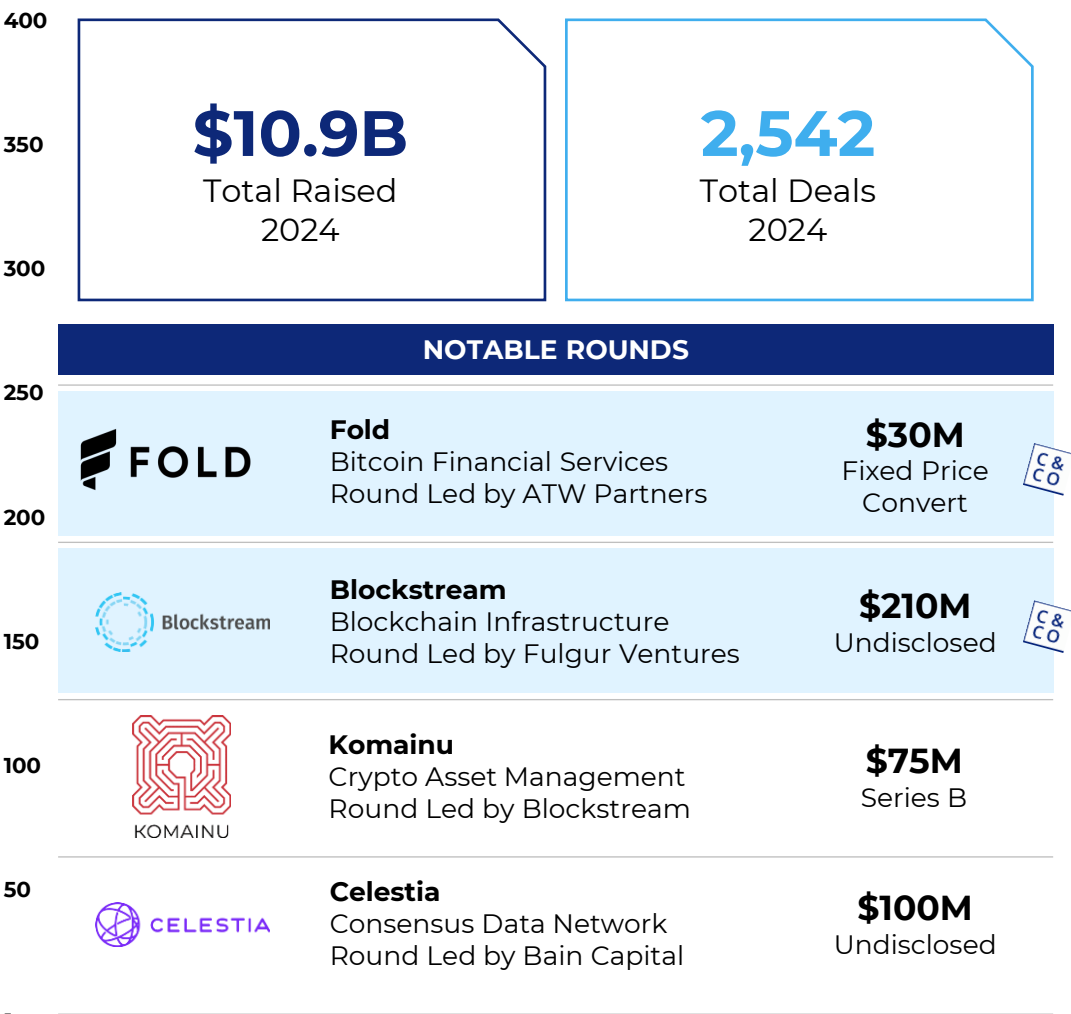 400
350
300
250
200
150
100
50
$10.9B
Total Raised
2024
2,542
Total Deals
2024
NOTABLE ROUNDS
FOLD
Fold
Bitcoin Financial Services
Round Led by ATW Partners
$30M
Fixed Price
Convert
C &
CO
Blockstream
Blockstream
Blockchain Infrastructure
Round Led by Fulgur Ventures
$210M
Undisclosed
C &
CO
KOMAINU
Komainu
Crypto Asset Management
Round Led by Blockstream
$75M
Series B
CELESTIA
Celestia
Consensus Data Network
Round Led by Bain Capital
$100M
Undisclosed